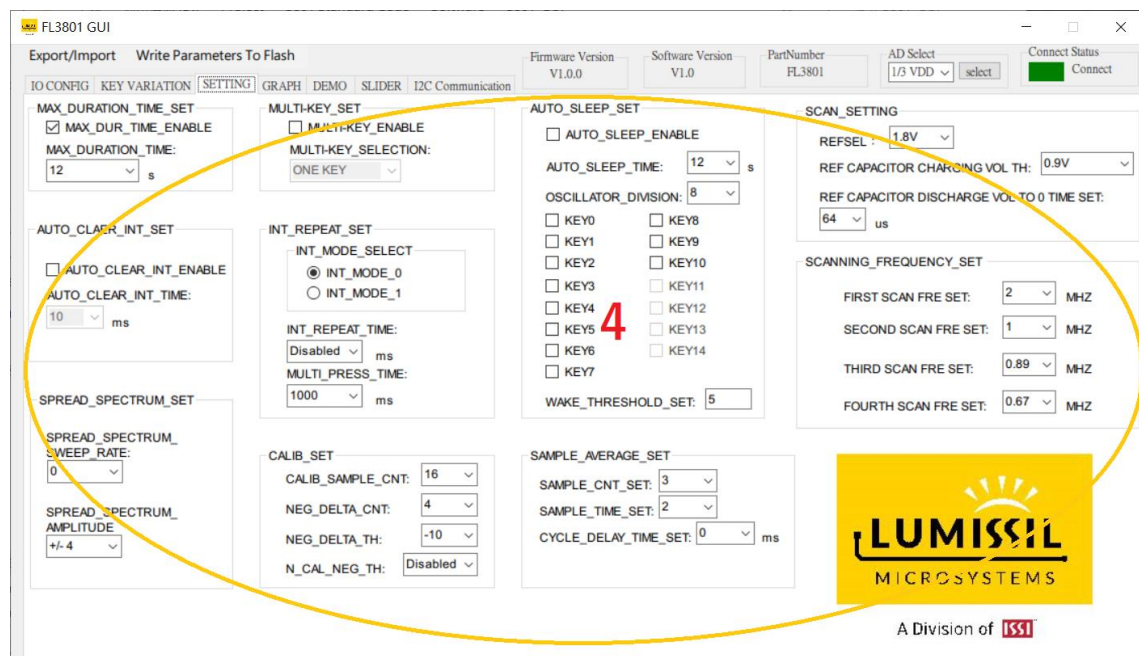 FL3801 GUI
Export/Import Write Parameters To Flash
Firmware Version
V1.0.0
Software Version
V1.0
PartNumber
FL3801
AD Select
1/3 VDD select
Connect Status
Connect
IO CONFIG KEY VARIATION SETTING GRAPH DEMO SLIDER I2C Communication
MAX_DURATION_TIME_SET
MAX_DUR_TIME_ENABLE
MAX_DURATION_TIME:
12 s
AUTO_CLAER_INT_SET
AUTO_CLEAR_INT_ENABLE
AUTO_CLEAR_INT_TIME:
10 ms
SPREAD_SPECTRUM_SET
SPREAD_SPECTRUM_
SWEEP_RATE:
0
SPREAD_SPECTRUM_
AMPLITUDE
+/- 4
MULTI-KEY_SET
MULTI-KEY_ENABLE
MULTI-KEY_SELECTION:
ONE KEY
INT_REPEAT_SET
INT_MODE_SELECT
INT_MODE_0
INT_MODE_1
INT_REPEAT_TIME:
Disabled ms
MULTI_PRESS_TIME:
1000 ms
CALIB_SET
CALIB_SAMPLE_CNT: 16
NEG_DELTA_CNT: 4
NEG_DELTA_TH: -10
N_CAL_NEG_TH: Disabled
AUTO_SLEEP_SET
AUTO_SLEEP_ENABLE
AUTO_SLEEP_TIME: 12 s
OSCILLATOR_DIVISION: 8
KEY0 KEY8
KEY1 KEY9
KEY2 KEY10
KEY3 KEY11
KEY4 KEY12
KEY5 KEY13
KEY6 KEY14
KEY7
4
WAKE_THRESHOLD_SET: 5
SAMPLE_AVERAGE_SET
SAMPLE_CNT_SET: 3
SAMPLE_TIME_SET: 2
CYCLE_DELAY_TIME_SET: 0 ms
SCAN_SETTING
REFSEL : 1.8V
REF CAPACITOR CHARGING VOL TH: 0.9V
REF CAPACITOR DISCHARGE VOL TO 0 TIME SET:
64 us
SCANNING_FREQUENCY_SET
FIRST SCAN FRE SET: 2 MHZ
SECOND SCAN FRE SET: 1 MHZ
THIRD SCAN FRE SET: 0.89 MHZ
FOURTH SCAN FRE SET: 0.67 MHZ
LUMISSIL
MICROSYSTEMS
A Division of ISSI